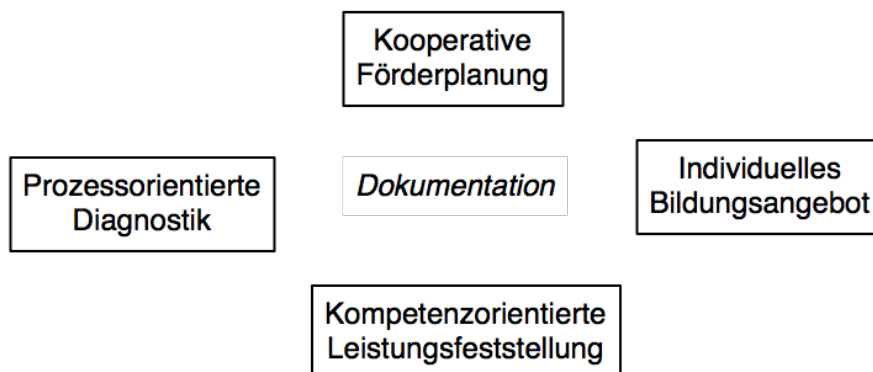 Kooperative
Förderplanung
Prozessorientierte
Diagnostik
Dokumentation
Individuelles
Bildungsangebot
Kompetenzorientierte
Leistungsfeststellung